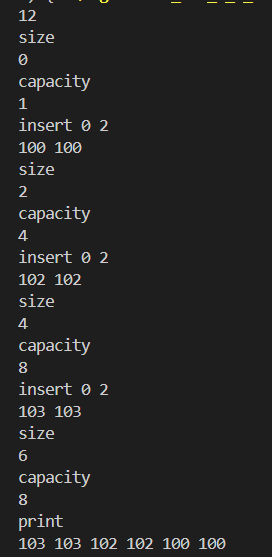 12
size
0
capacity
1
insert 0 2
100 100
size
2
capacity
4
insert 0 2
102 102
size
4
capacity
8
insert 0 2
103 103
size
6
capacity
8
print
103 103 102 102 100 100